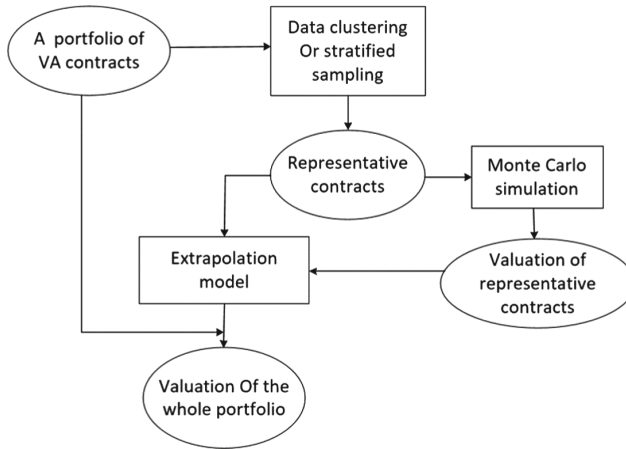 A portfolio of
VA contracts
Data clustering
Or stratified
sampling
Representative
contracts
Monte Carlo
simulation
Extrapolation
model
Valuation of
representative
contracts
Valuation Of the
whole portfolio